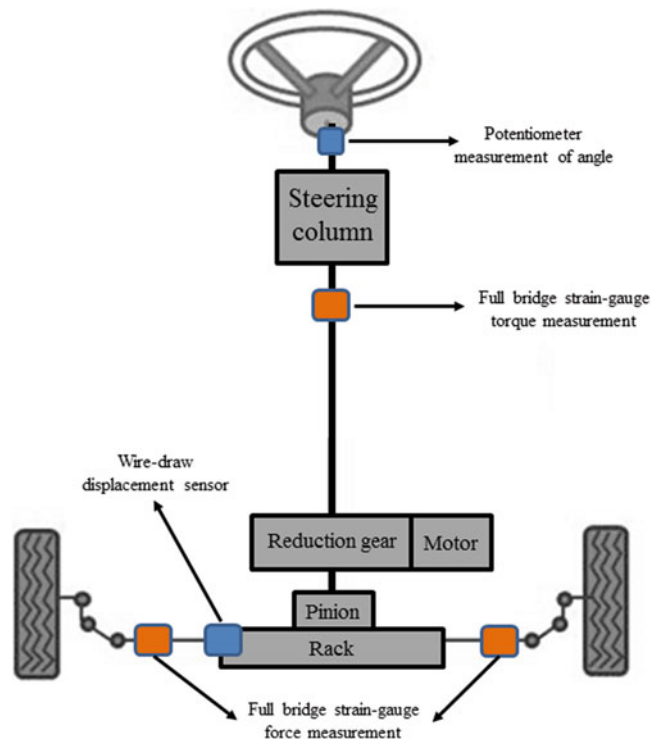 Potentiometer
measurement of angle
Steering
column
Full bridge strain-gauge
torque measurement
Wire-draw
displacement sensor
Reduction gear
Motor
Pinion
Rack
Full bridge strain-gauge
force measurement